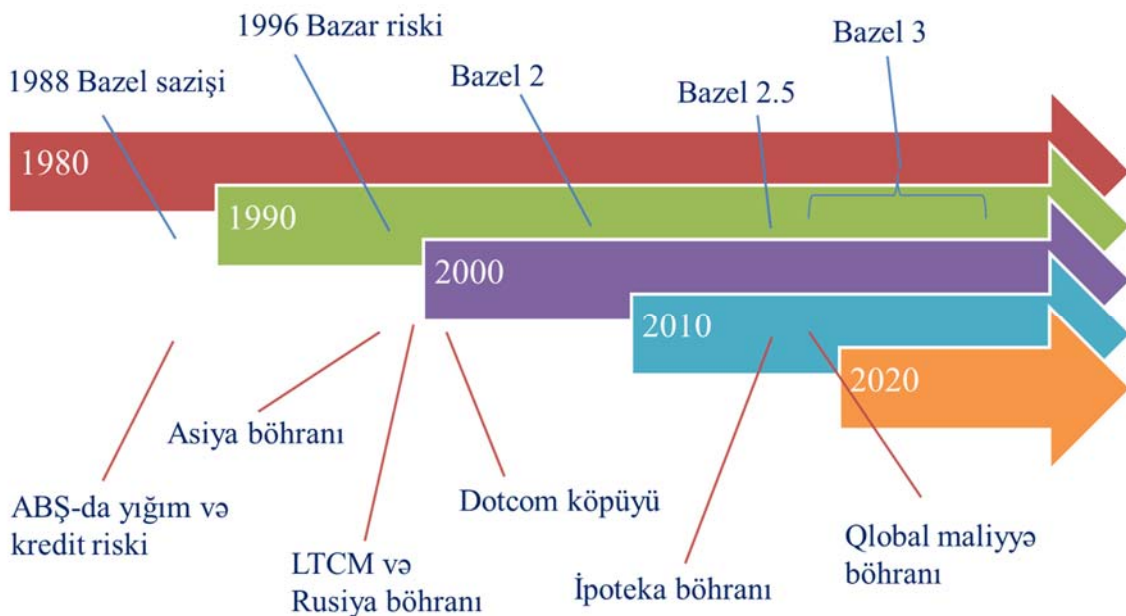 1996 Bazar riski
Bazel 3
1988 Bazel sazişi
Bazel 2
Bazel 2.5
1980
1990
2000
2010
2020
Asiya böhranı
ABŞ-da yığım və
kredit riski
LTCM və
Rusiya böhranı
Dotcom köpüyü
İpoteka böhranı
Qlobal maliyyə
böhranı